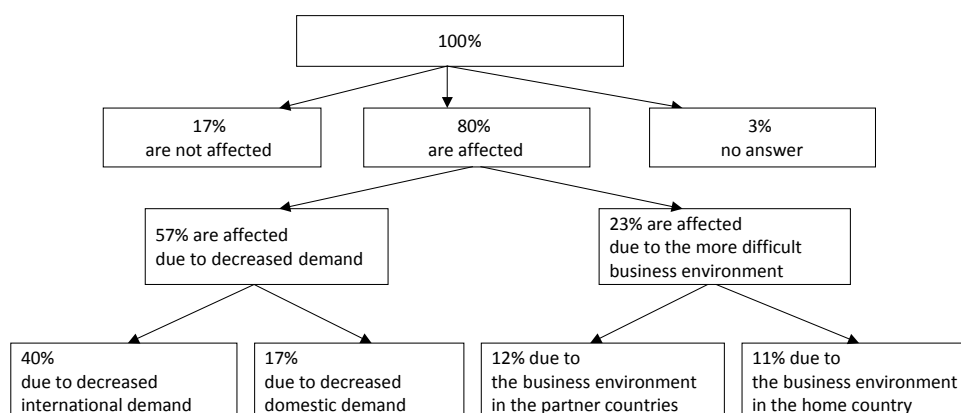 100%
17%
are not affected
80%
are affected
3%
no answer
57% are affected
due to decreased demand
23% are affected
due to the more difficult
business environment
40%
due to decreased
international demand
17%
due to decreased
domestic demand
12% due to
the business environment
in the partner countries
11% due to
the business environment
in the home country